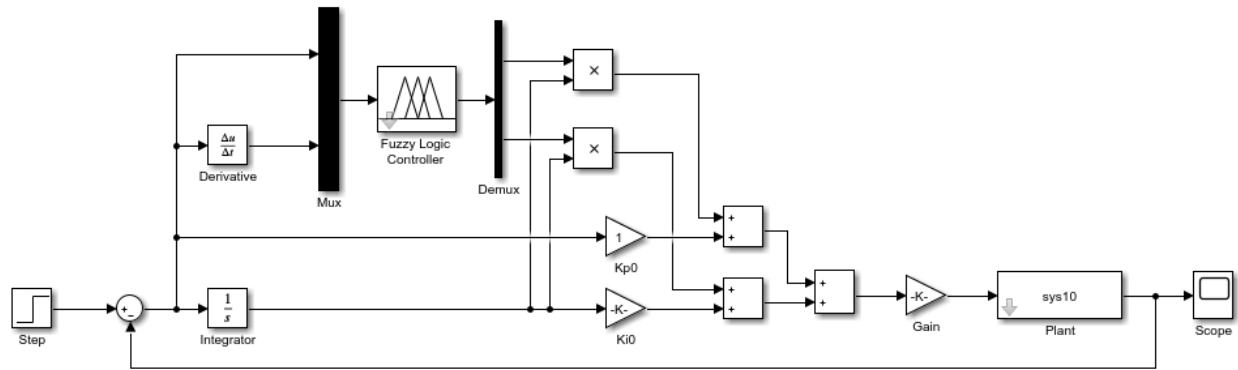 ×
Δu
Δt
Derivative
Mux
Fuzzy Logic
Controller
Demux
×
+
+
1
Kp0
Step
+
−
1
s
Integrator
-K-
Ki0
+
+
+
+
-K-
Gain
sys10
Plant
Scope